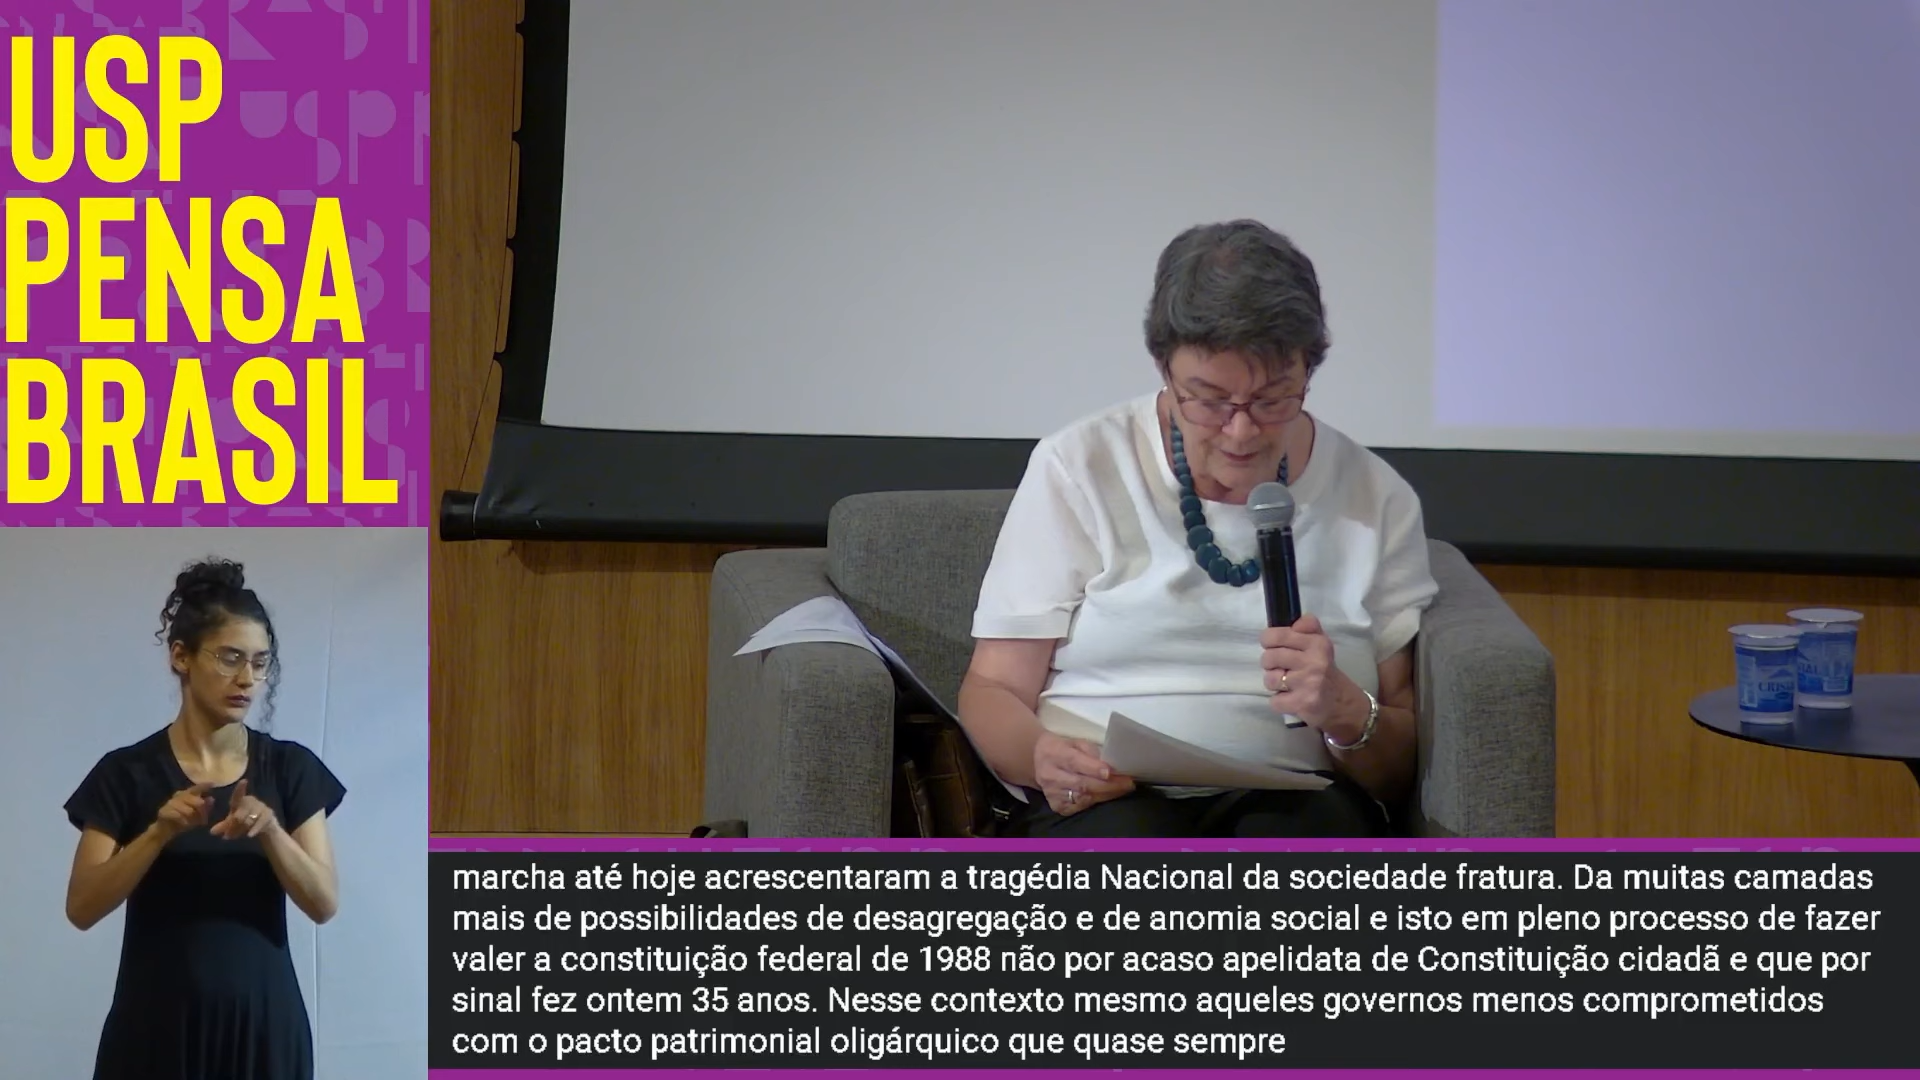 USP
PENSA
BRASIL
marcha até hoje acrescentaram a tragédia Nacional da sociedade fratura. Da muitas camadas
mais de possibilidades de desagregação e de anomia social e isto em pleno processo de fazer
valer a constituição federal de 1988 não por acaso apelidata de Constituição cidadã e que por
sinal fez ontem 35 anos. Nesse contexto mesmo aqueles governos menos comprometidos
com o pacto patrimonial oligárquico que quase sempre